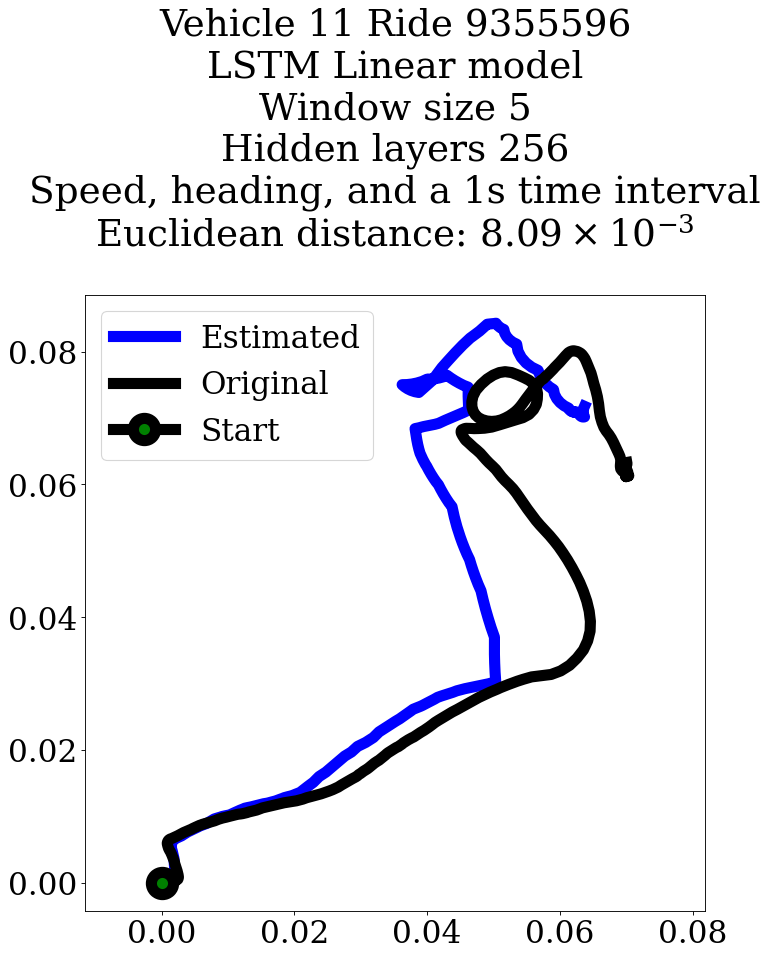 Vehicle 11 Ride 9355596
LSTM Linear model
Window size 5
Hidden layers 256
Speed, heading, and a 1s time interval
Euclidean distance: 8.09 × 10⁻³
Estimated
Original
Start
0.08
0.06
0.04
0.02
0.00
0.00 0.02 0.04 0.06 0.08